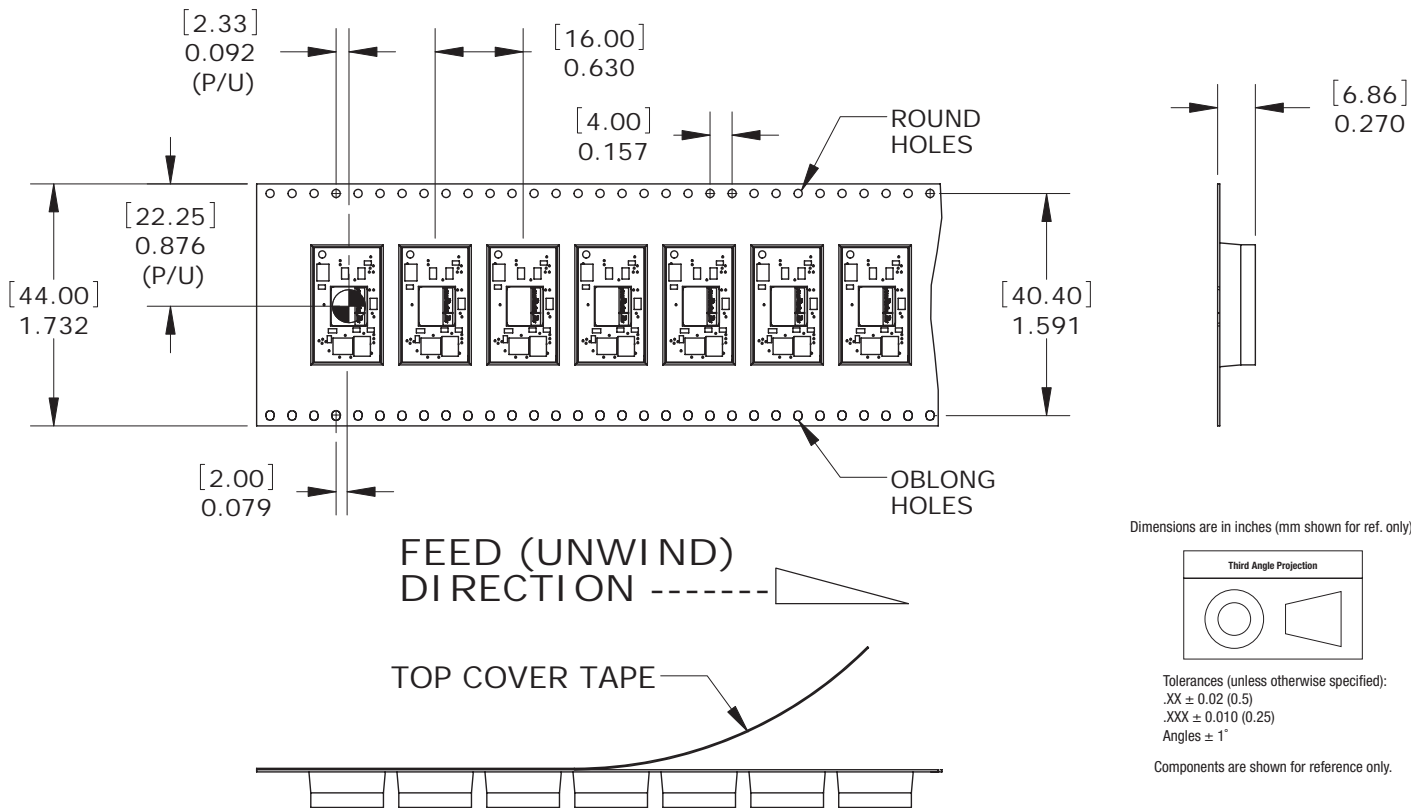 [2.33]
0.092
(P/U)
[16.00]
0.630
[4.00]
0.157
ROUND
HOLES
[6.86]
0.270
[22.25]
0.876
(P/U)
[44.00]
1.732
[40.40]
1.591
[2.00]
0.079
OBLONG
HOLES
FEED (UNWIND)
DIRECTION
TOP COVER TAPE
Dimensions are in inches (mm shown for ref. only)
Third Angle Projection
Tolerances (unless otherwise specified):
.XX ± 0.02 (0.5)
.XXX ± 0.010 (0.25)
Angles ± 1˚
Components are shown for reference only.